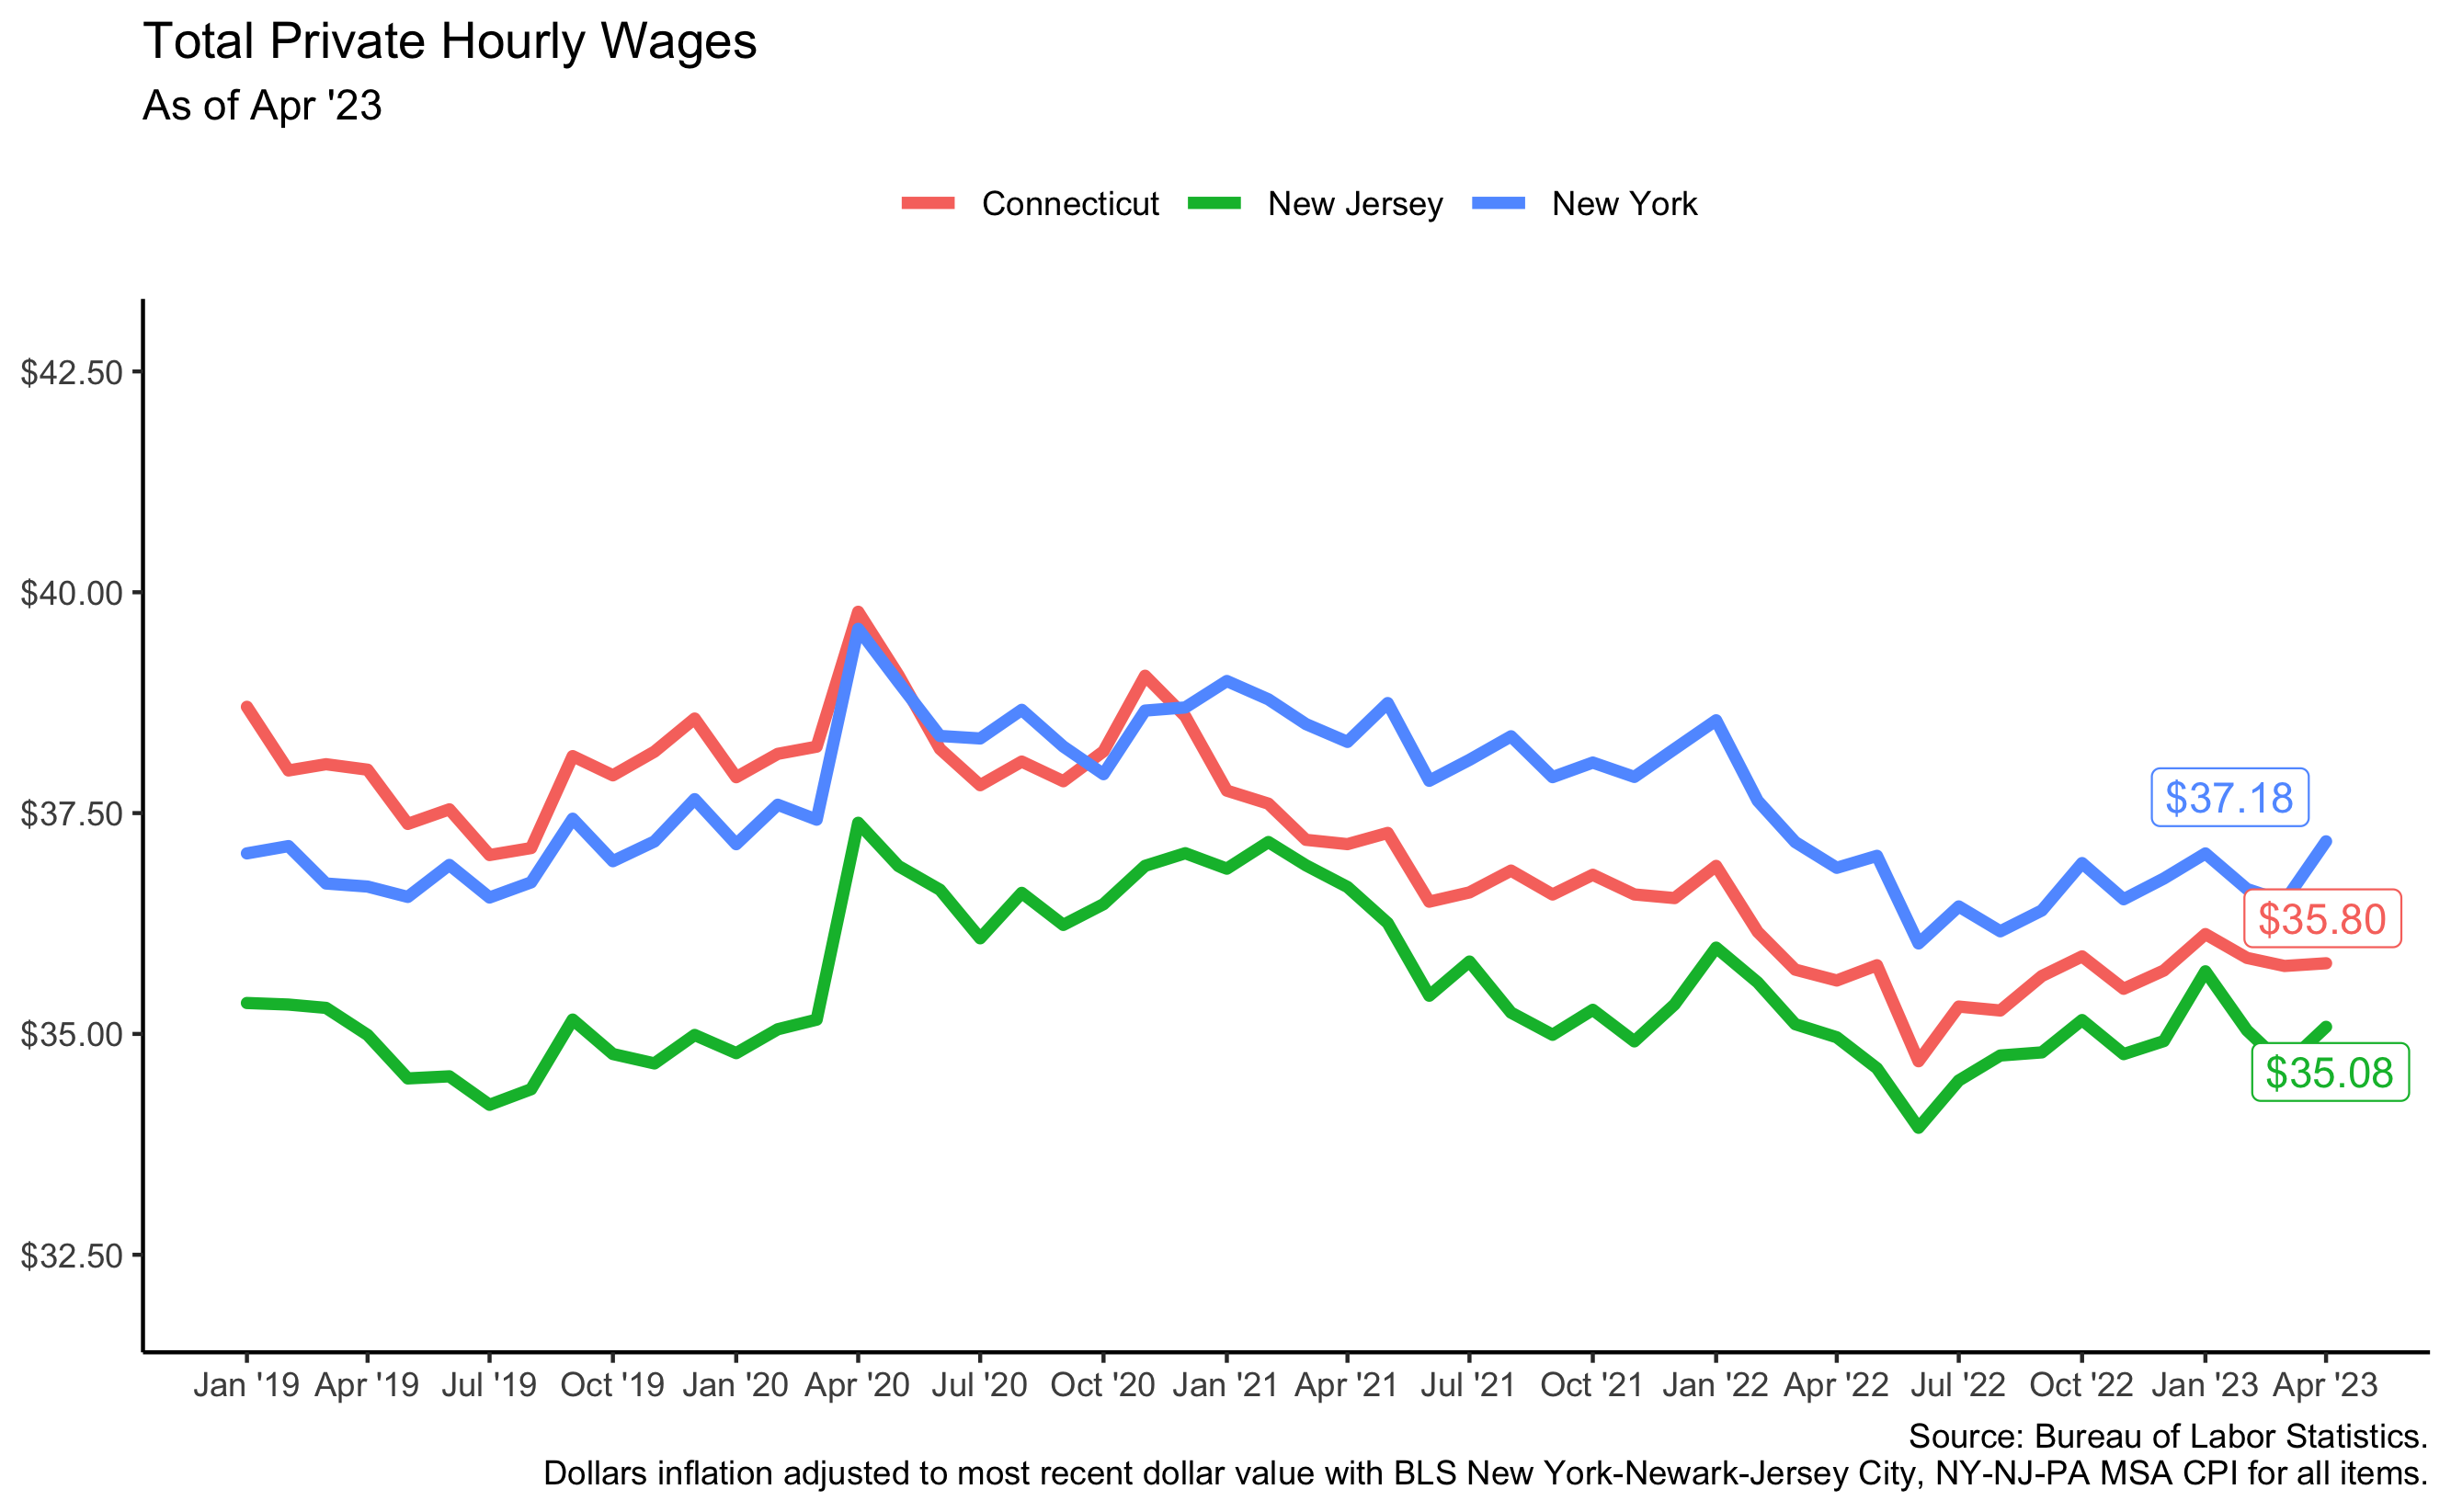 Total Private Hourly Wages
As of Apr '23
Connecticut New Jersey New York
$42.50
$40.00
$37.50
$35.00
$32.50
$37.18
$35.80
$35.08
Jan '19 Apr '19 Jul '19 Oct '19 Jan '20 Apr '20 Jul '20 Oct '20 Jan '21 Apr '21 Jul '21 Oct '21 Jan '22 Apr '22 Jul '22 Oct '22 Jan '23 Apr '23
Source: Bureau of Labor Statistics.
Dollars inflation adjusted to most recent dollar value with BLS New York-Newark-Jersey City, NY-NJ-PA MSA CPI for all items.